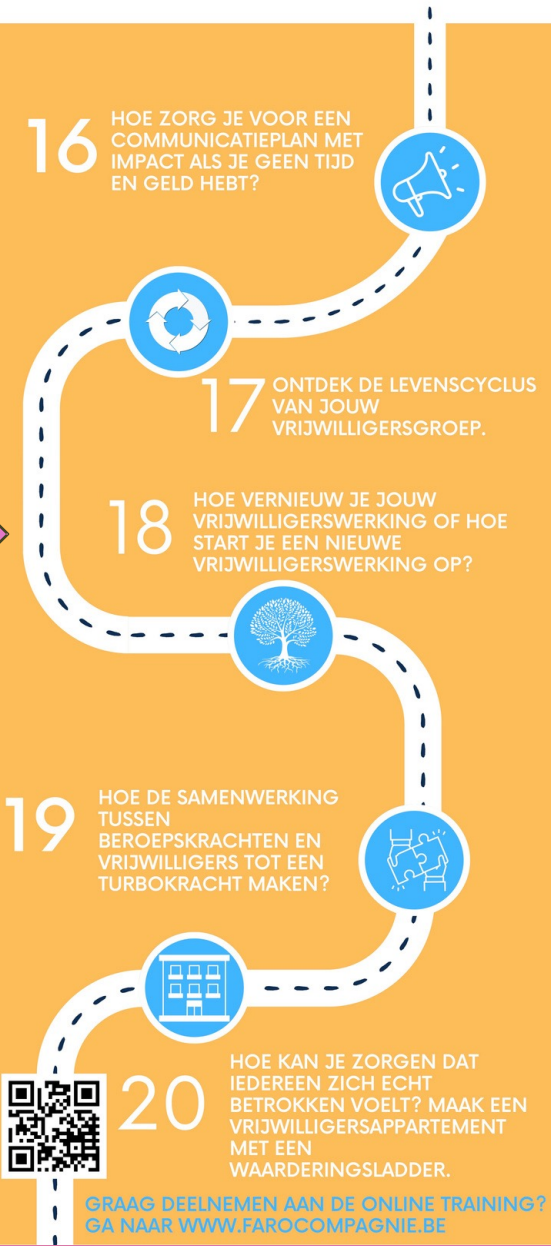 16
HOE ZORG JE VOOR EEN
COMMUNICATIEPLAN MET
IMPACT ALS JE GEEN TIJD
EN GELD HEBT?
17
ONTDEK DE LEVENSCYCLUS
VAN JOUW
VRIJWILLIGERSGROEP.
18
HOE VERNIEUW JE JOUW
VRIJWILLIGERSWERKING OF HOE
START JE EEN NIEUWE
VRIJWILLIGERSWERKING OP?
19
HOE DE SAMENWERKING
TUSSEN
BEROEPSKRACHTEN EN
VRIJWILLIGERS TOT EEN
TURBOKRACHT MAKEN?
20
HOE KAN JE ZORGEN DAT
IEDEREEN ZICH ECHT
BETROKKEN VOELT? MAAK EEN
VRIJWILLIGERSAPPARTEMENT
MET EEN
WAARDERINGSLADDER.
GRAAG DEELNEMEN AAN DE ONLINE TRAINING?
GA NAAR WWW.FAROCOMPAGNIE.BE